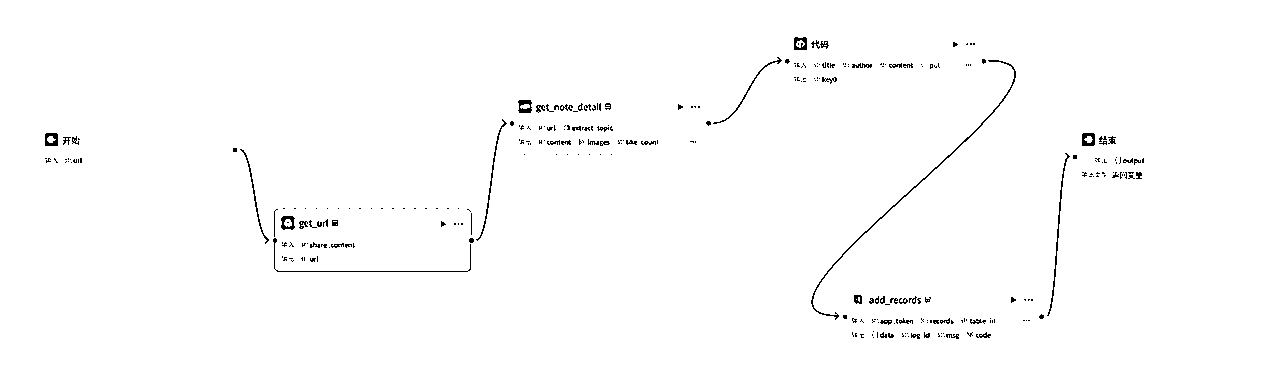 开始
输入 url
get_url
输入 share_content
输出 url
get_note_detail
输入 url extract_topic
输出 content images like_count
代码
输入 title author content put
输出 key0
add_records
输入 app_token records table_id
输出 data log_id msg code
结束
输出 output
输出类型 返回变量